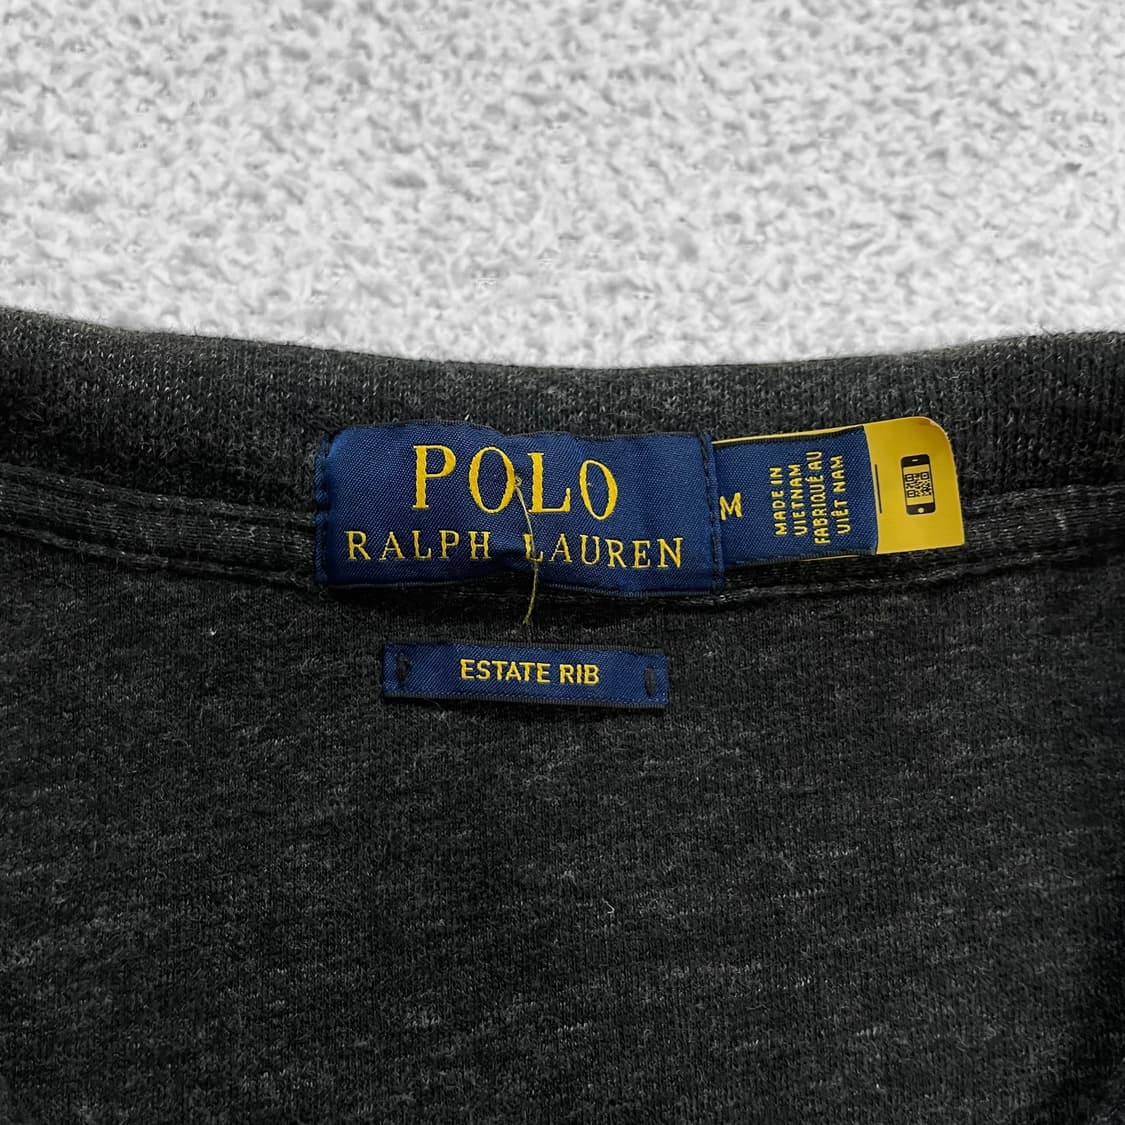 POLO
RALPH LAUREN
M
MADE IN
VIETNAM
FABRIQUÉ AU
VIÊT NAM
ESTATE RIB